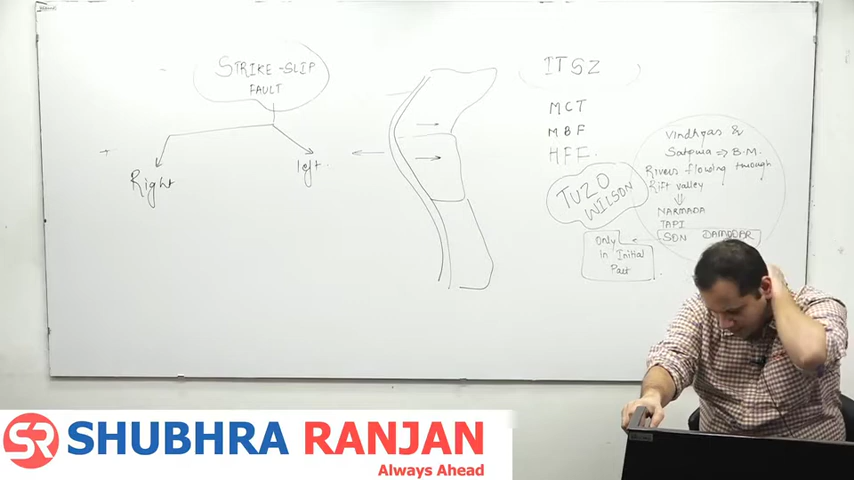 STRIKE-SLIP
FAULT
Right
left
ITSZ
MCT
MBF
HFF
TUZO
WILSON
Vindhyas &
Satpura ⇒ B.M.
Rivers flowing through
Rift valley
NARMADA
TAPI
SON DAMODAR
Only
in Initial
Part
SR SHUBHRA RANJAN
Always Ahead